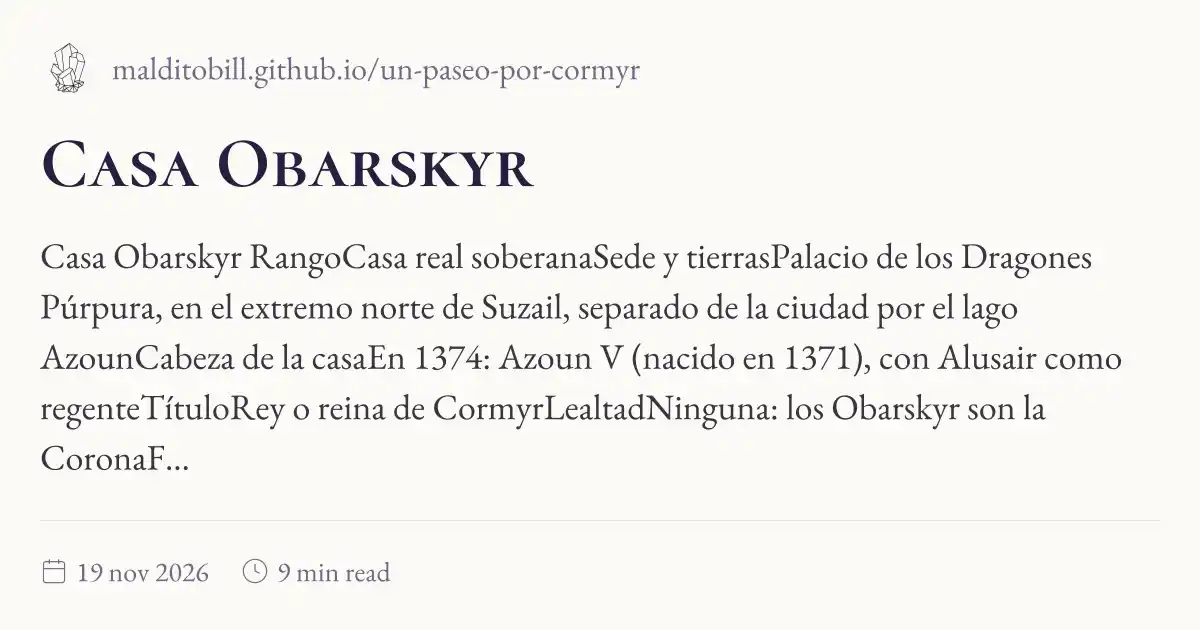 malditobill.github.io/un-paseo-por-cormyr
Casa Obarskyr
Casa Obarskyr RangoCasa real soberanaSede y tierrasPalacio de los Dragones
Púrpura, en el extremo norte de Suzail, separado de la ciudad por el lago
AzounCabeza de la casaEn 1374: Azoun V (nacido en 1371), con Alusair como
regenteTítuloRey o reina de CormyrLealtadNinguna: los Obarskyr son la
CoronaF...
19 nov 2026 9 min read